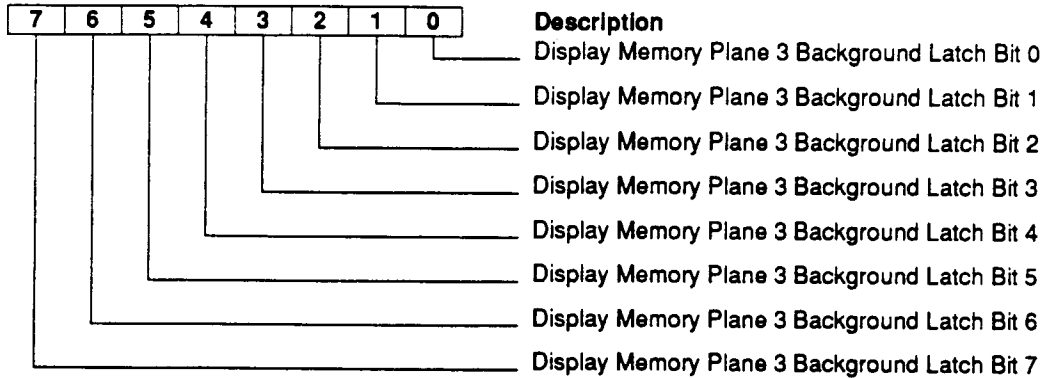 7 6 5 4 3 2 1 0 Description
Display Memory Plane 3 Background Latch Bit 0
Display Memory Plane 3 Background Latch Bit 1
Display Memory Plane 3 Background Latch Bit 2
Display Memory Plane 3 Background Latch Bit 3
Display Memory Plane 3 Background Latch Bit 4
Display Memory Plane 3 Background Latch Bit 5
Display Memory Plane 3 Background Latch Bit 6
Display Memory Plane 3 Background Latch Bit 7